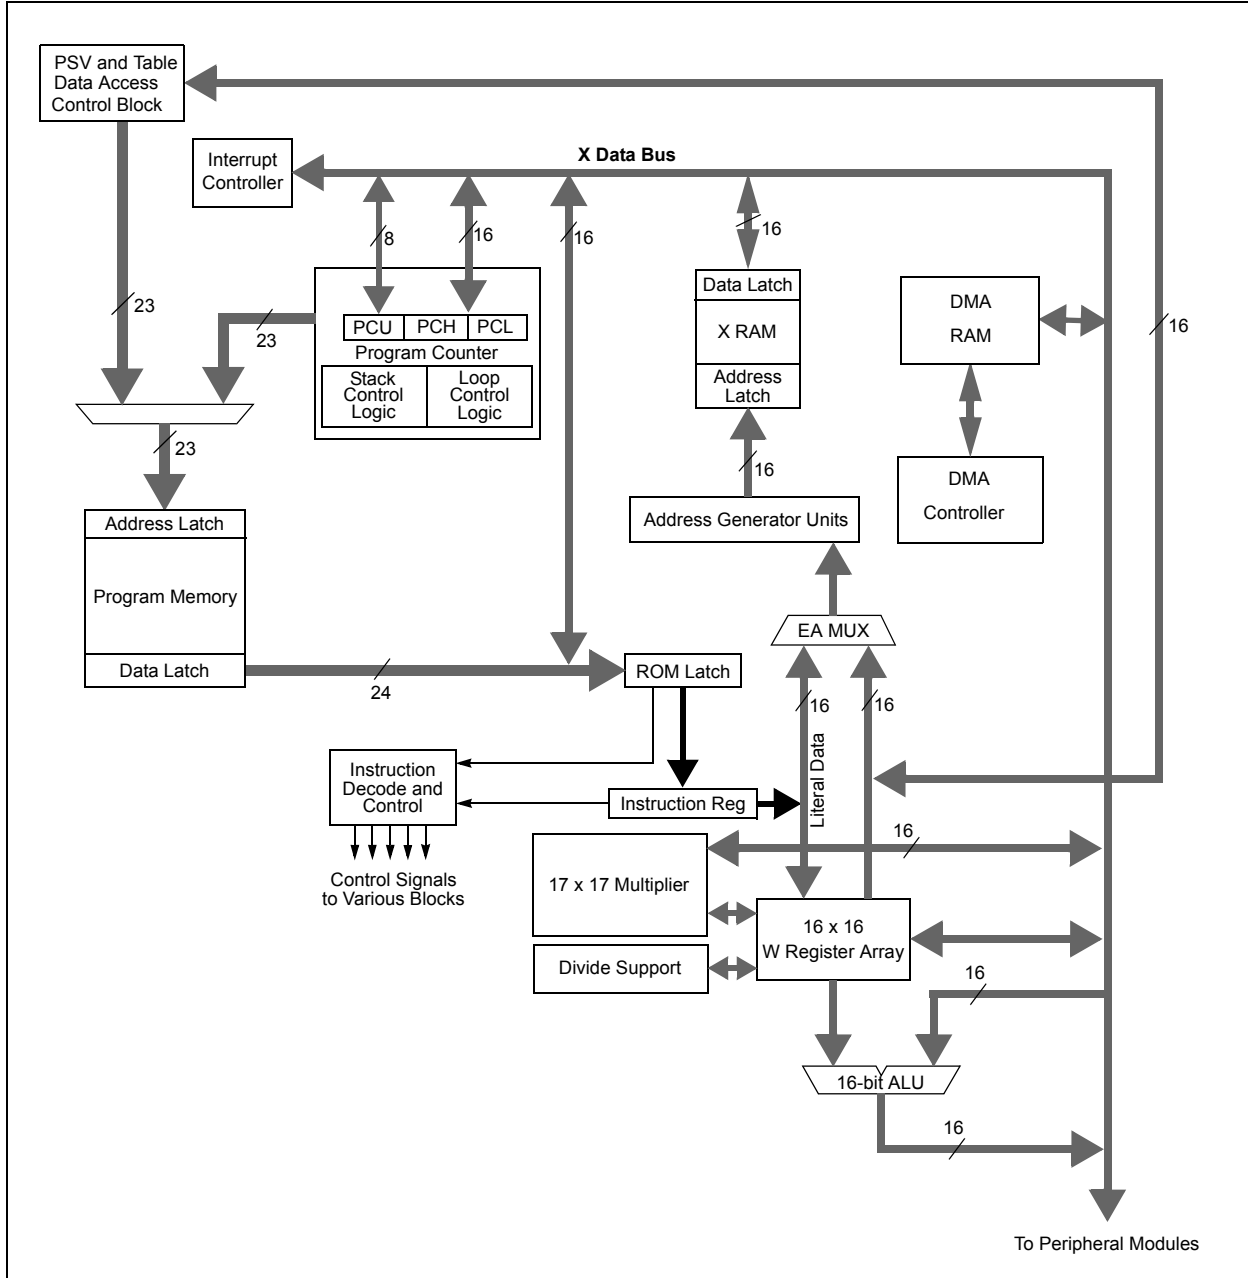 PSV and Table
Data Access
Control Block
Interrupt
Controller
X Data Bus
8
16
16
16
23
23
PCU
PCH
PCL
Program Counter
Stack
Control
Logic
Loop
Control
Logic
Data Latch
X RAM
Address
Latch
DMA
RAM
16
23
16
DMA
Controller
Address Generator Units
Address Latch
Program Memory
Data Latch
24
EA MUX
ROM Latch
16
16
Literal Data
Instruction
Decode and
Control
Instruction Reg
Control Signals
to Various Blocks
16
17 x 17 Multiplier
16 x 16
W Register Array
Divide Support
16
16-bit ALU
16
To Peripheral Modules